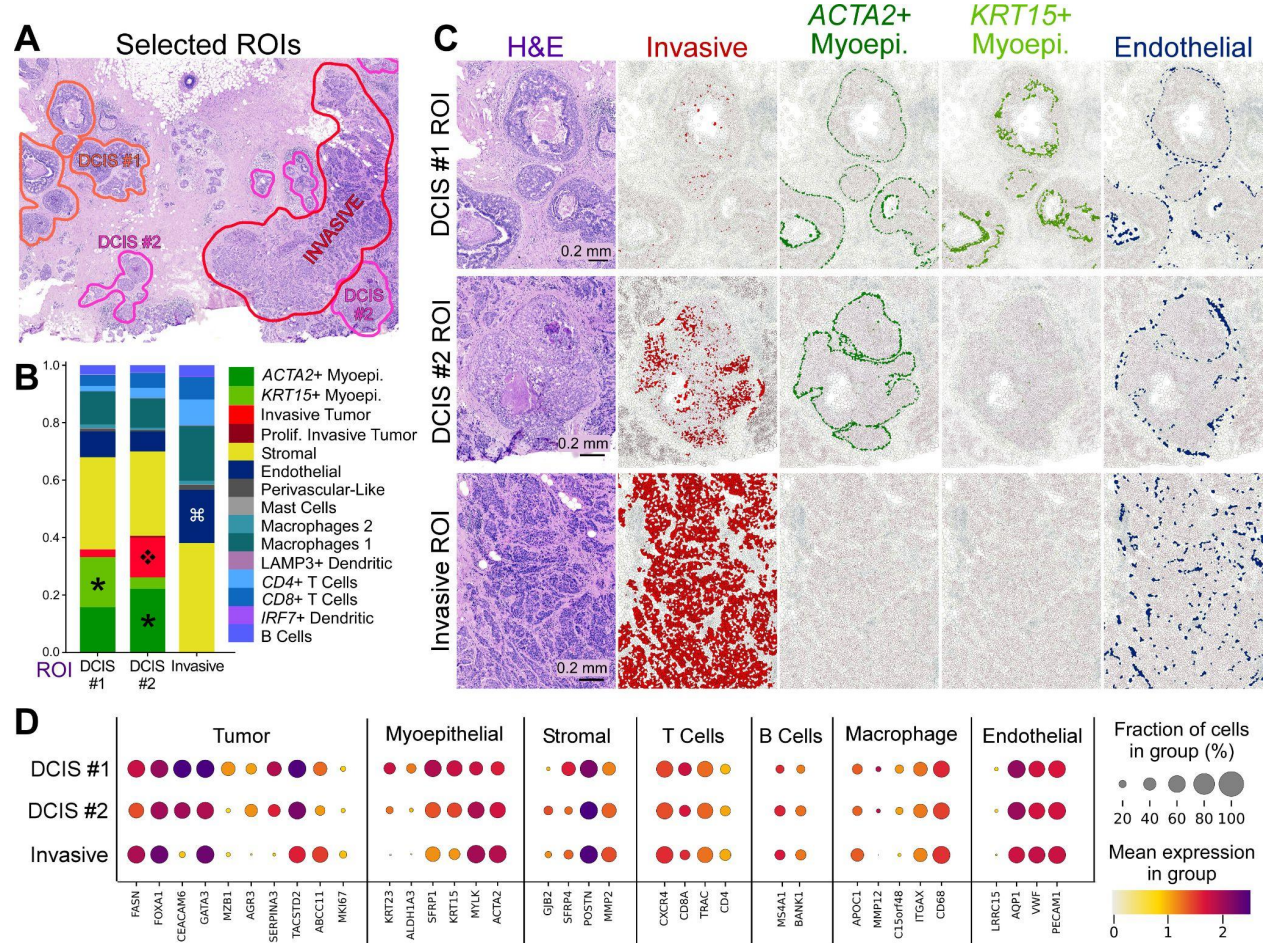 A
Selected ROIs
DCIS #1
DCIS #2
INVASIVE
DCIS
#2
B
1.0
0.8
0.6
0.4
0.2
0.0
⌘
❖
*
*
ROI
DCIS
#1
DCIS
#2
Invasive
ACTA2+ Myoepi.
KRT15+ Myoepi.
Invasive Tumor
Prolif. Invasive Tumor
Stromal
Endothelial
Perivascular-Like
Mast Cells
Macrophages 2
Macrophages 1
LAMP3+ Dendritic
CD4+ T Cells
CD8+ T Cells
IRF7+ Dendritic
B Cells
C
H&E
Invasive
ACTA2+
Myoepi.
KRT15+
Myoepi.
Endothelial
DCIS #1 ROI
0.2 mm
DCIS #2 ROI
0.2 mm
Invasive ROI
0.2 mm
D
Tumor
Myoepithelial
Stromal
T Cells
B Cells
Macrophage
Endothelial
DCIS #1
DCIS #2
Invasive
FASN
FOXA1
CEACAM6
GATA3
MZB1
AGR3
SERPINA3
TACSTD2
ABCC11
MKI67
KRT23
ALDH1A3
SFRP1
KRT15
MYLK
ACTA2
GJB2
SFRP4
POSTN
MMP2
CXCR4
CD8A
TRAC
CD4
MS4A1
BANK1
APOC1
MMP12
C15orf48
ITGAX
CD68
LRRC15
AQP1
VWF
PECAM1
Fraction of cells
in group (%)
20 40 60 80 100
Mean expression
in group
0 1 2